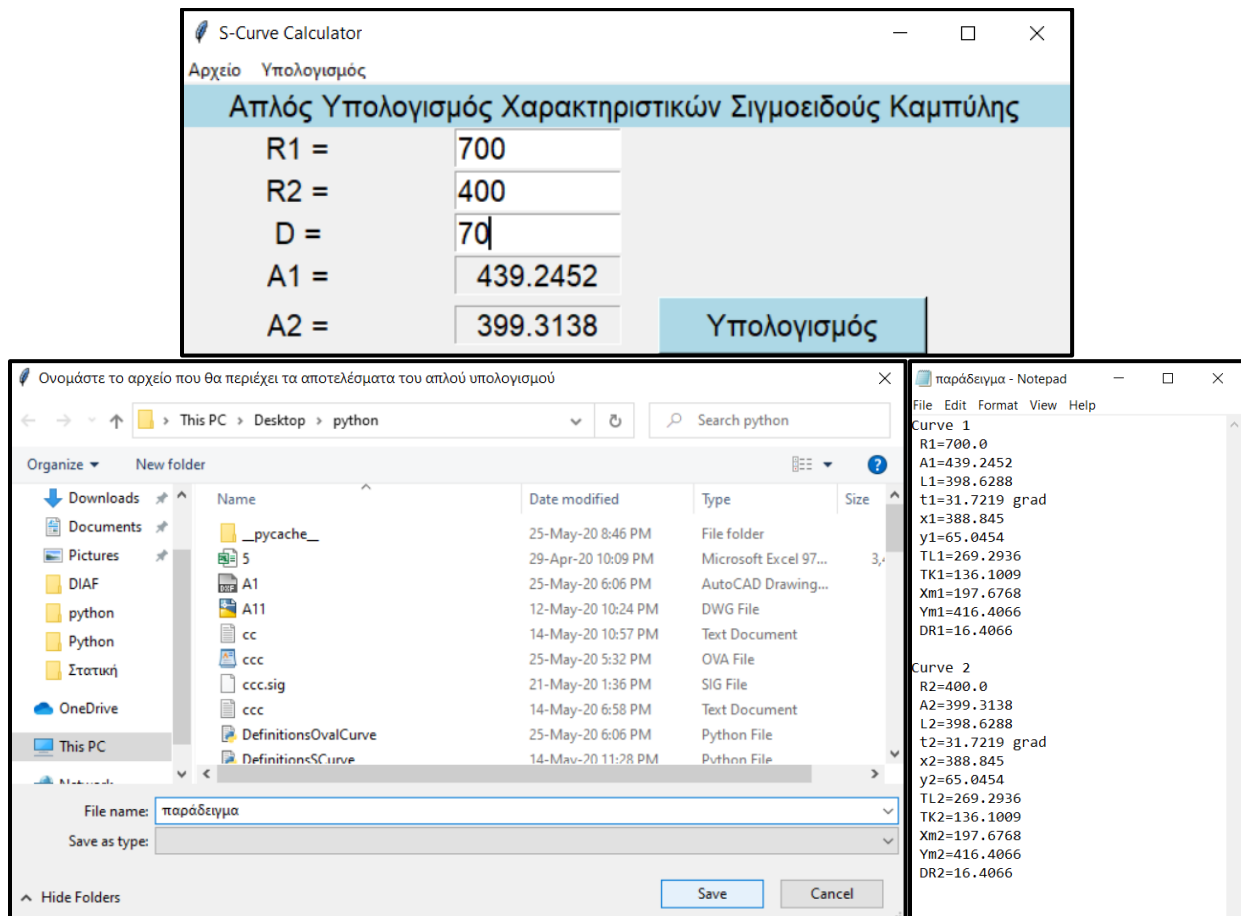 S-Curve Calculator
Αρχείο Υπολογισμός
Απλός Υπολογισμός Χαρακτηριστικών Σιγμοειδούς Καμπύλης
R1 = 700
R2 = 400
D = 70
A1 = 439.2452
A2 = 399.3138 Υπολογισμός
Ονομάστε το αρχείο που θα περιέχει τα αποτελέσματα του απλού υπολογισμού
This PC > Desktop > python Search python
Organize New folder
Downloads
Documents
Pictures
DIAF
python
Python
Στατική
OneDrive
This PC
Network
Name Date modified Type Size
__pycache__ 25-May-20 8:46 PM File folder
5 29-Apr-20 10:09 PM Microsoft Excel 97... 3,
A1 25-May-20 6:06 PM AutoCAD Drawing...
A11 12-May-20 10:24 PM DWG File
cc 14-May-20 10:57 PM Text Document
ccc 25-May-20 5:32 PM OVA File
ccc.sig 21-May-20 1:36 PM SIG File
ccc 14-May-20 6:58 PM Text Document
DefinitionsOvalCurve 25-May-20 6:06 PM Python File
DefinitionsSCurve 14-May-20 11:28 PM Python File
File name: παράδειγμα
Save as type:
Hide Folders Save Cancel
παράδειγμα - Notepad
File Edit Format View Help
Curve 1
R1=700.0
A1=439.2452
L1=398.6288
t1=31.7219 grad
x1=388.845
y1=65.0454
TL1=269.2936
TK1=136.1009
Xm1=197.6768
Ym1=416.4066
DR1=16.4066
Curve 2
R2=400.0
A2=399.3138
L2=398.6288
t2=31.7219 grad
x2=388.845
y2=65.0454
TL2=269.2936
TK2=136.1009
Xm2=197.6768
Ym2=416.4066
DR2=16.4066